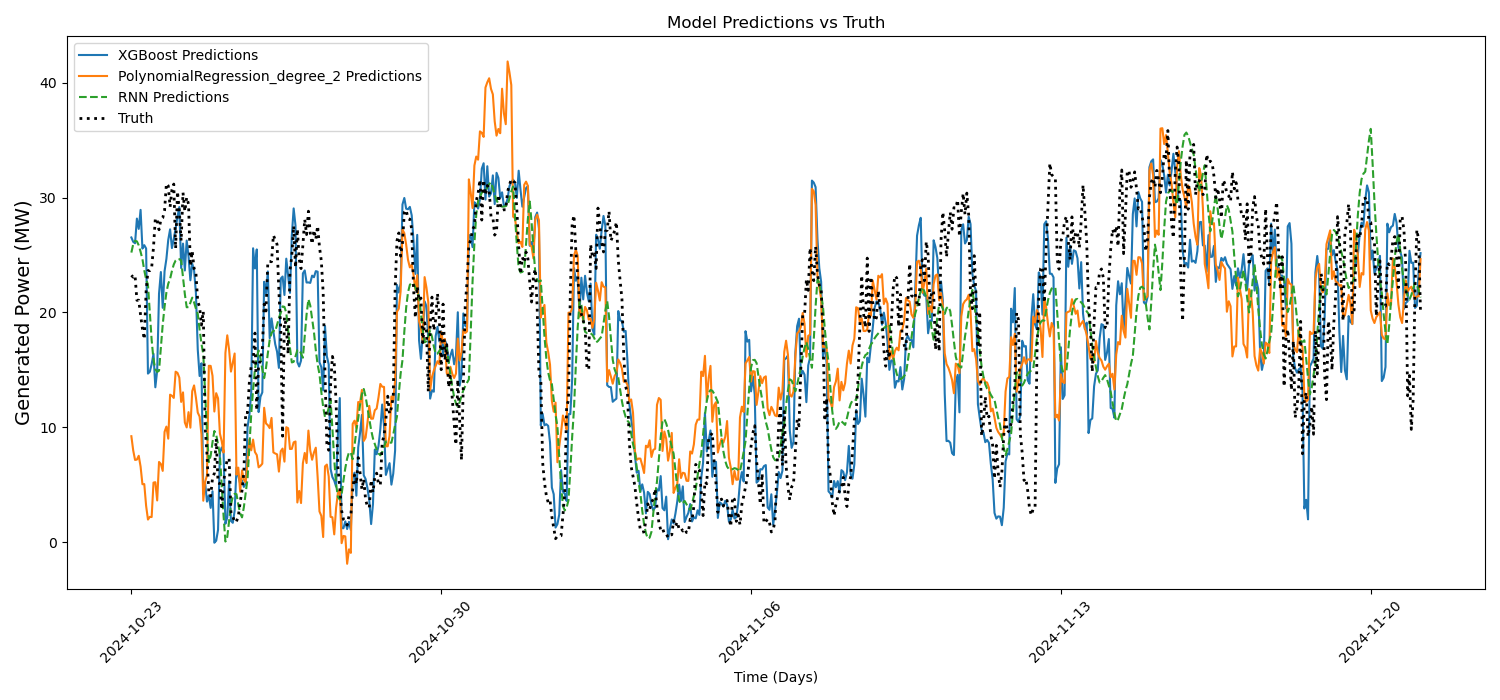 Model Predictions vs Truth
XGBoost Predictions
PolynomialRegression_degree_2 Predictions
RNN Predictions
Truth
Generated Power (MW)
40
30
20
10
0
2024-10-23
2024-10-30
2024-11-06
2024-11-13
2024-11-20
Time (Days)